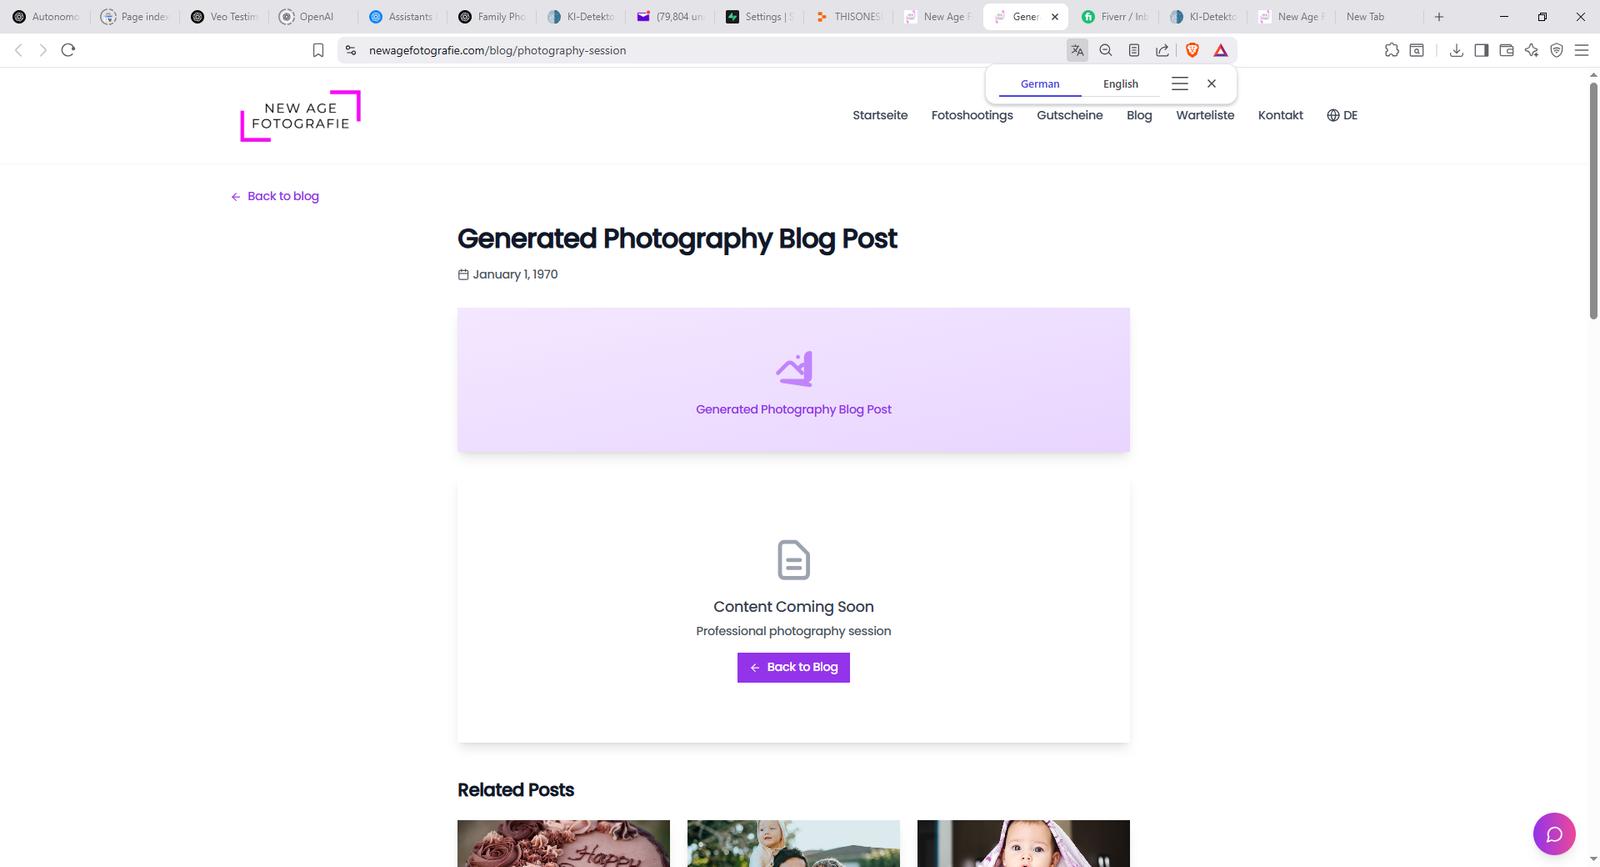 Autonomo
Page index
Veo Testim
OpenAI
Assistants
Family Pho
KI-Detekto
(79,804 un
Settings | S
THISONES
New Age F
Gener
Fiverr / Inb
KI-Detekto
New Age F
New Tab
newagefotografie.com/blog/photography-session
German
English
NEW AGE
FOTOGRAFIE
Startseite
Fotoshootings
Gutscheine
Blog
Warteliste
Kontakt
DE
Back to blog
Generated Photography Blog Post
January 1, 1970
Generated Photography Blog Post
Content Coming Soon
Professional photography session
Back to Blog
Related Posts
Happy